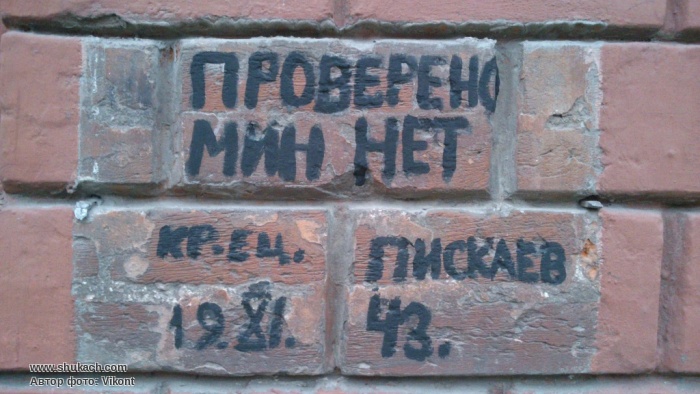 ПРОВЕРЕНО
МИН НЕТ
КР-ЕЦ. ПИСКАЕВ
19.XI. 43.
www.shukach.com
Автор фото: Vikont